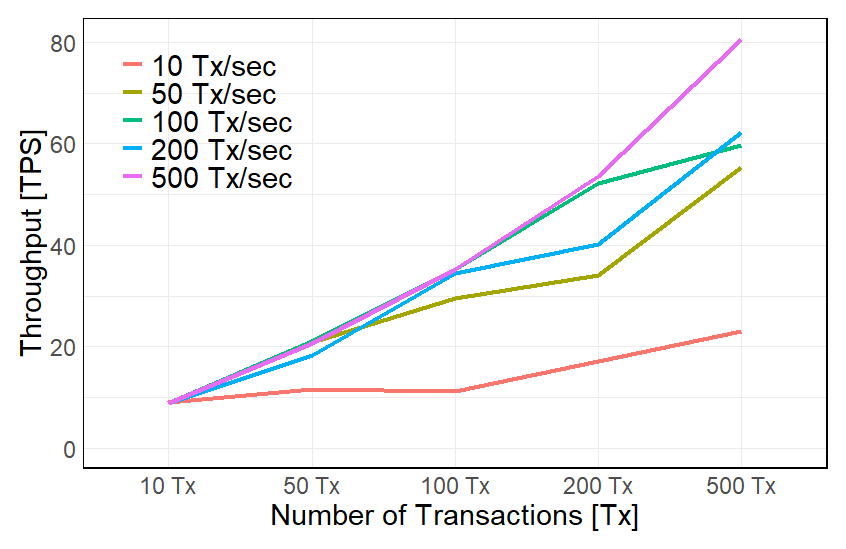 80
60
40
20
0
Throughput [TPS]
10 Tx/sec
50 Tx/sec
100 Tx/sec
200 Tx/sec
500 Tx/sec
10 Tx
50 Tx
100 Tx
200 Tx
500 Tx
Number of Transactions [Tx]